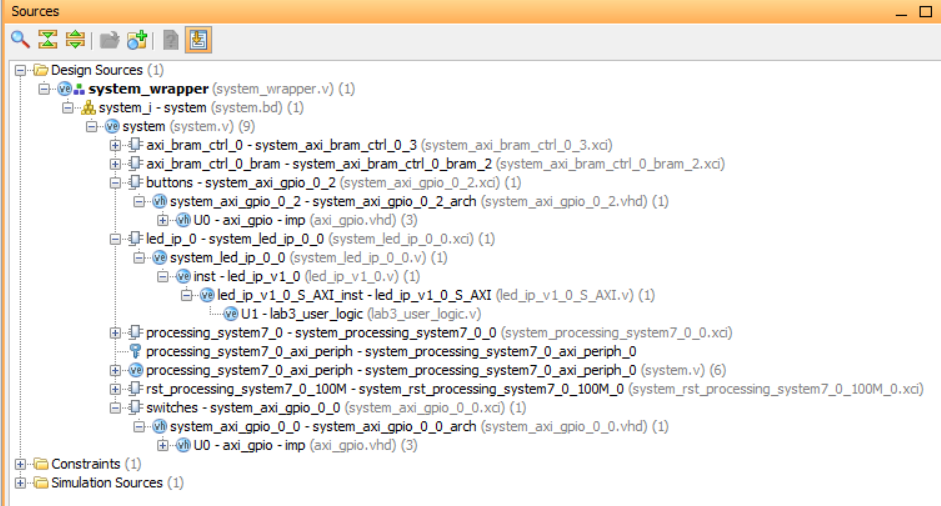 Sources
Design Sources (1)
system_wrapper (system_wrapper.v) (1)
system_i - system (system.bd) (1)
system (system.v) (9)
axi_bram_ctrl_0 - system_axi_bram_ctrl_0_3 (system_axi_bram_ctrl_0_3.xci)
axi_bram_ctrl_0_bram - system_axi_bram_ctrl_0_bram_2 (system_axi_bram_ctrl_0_bram_2.xci)
buttons - system_axi_gpio_0_2 (system_axi_gpio_0_2.xci) (1)
system_axi_gpio_0_2 - system_axi_gpio_0_2_arch (system_axi_gpio_0_2.vhd) (1)
U0 - axi_gpio - imp (axi_gpio.vhd) (3)
led_ip_0 - system_led_ip_0_0 (system_led_ip_0_0.xci) (1)
system_led_ip_0_0 (system_led_ip_0_0.v) (1)
inst - led_ip_v1_0 (led_ip_v1_0.v) (1)
led_ip_v1_0_S_AXI_inst - led_ip_v1_0_S_AXI (led_ip_v1_0_S_AXI.v) (1)
U1 - lab3_user_logic (lab3_user_logic.v)
processing_system7_0 - system_processing_system7_0_0 (system_processing_system7_0_0.xci)
processing_system7_0_axi_periph - system_processing_system7_0_axi_periph_0
processing_system7_0_axi_periph - system_processing_system7_0_axi_periph_0 (system.v) (6)
rst_processing_system7_0_100M - system_rst_processing_system7_0_100M_0 (system_rst_processing_system7_0_100M_0.xci)
switches - system_axi_gpio_0_0 (system_axi_gpio_0_0.xci) (1)
system_axi_gpio_0_0 - system_axi_gpio_0_0_arch (system_axi_gpio_0_0.vhd) (1)
U0 - axi_gpio - imp (axi_gpio.vhd) (3)
Constraints (1)
Simulation Sources (1)